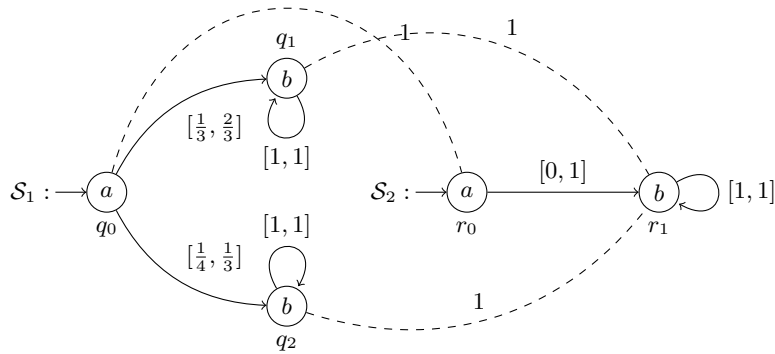 1
1
q₁
b
[1/3, 2/3]
[1, 1]
S₁ :
a
q₀
S₂ :
a
r₀
[0, 1]
b
r₁
[1, 1]
[1, 1]
[1/4, 1/3]
b
q₂
1